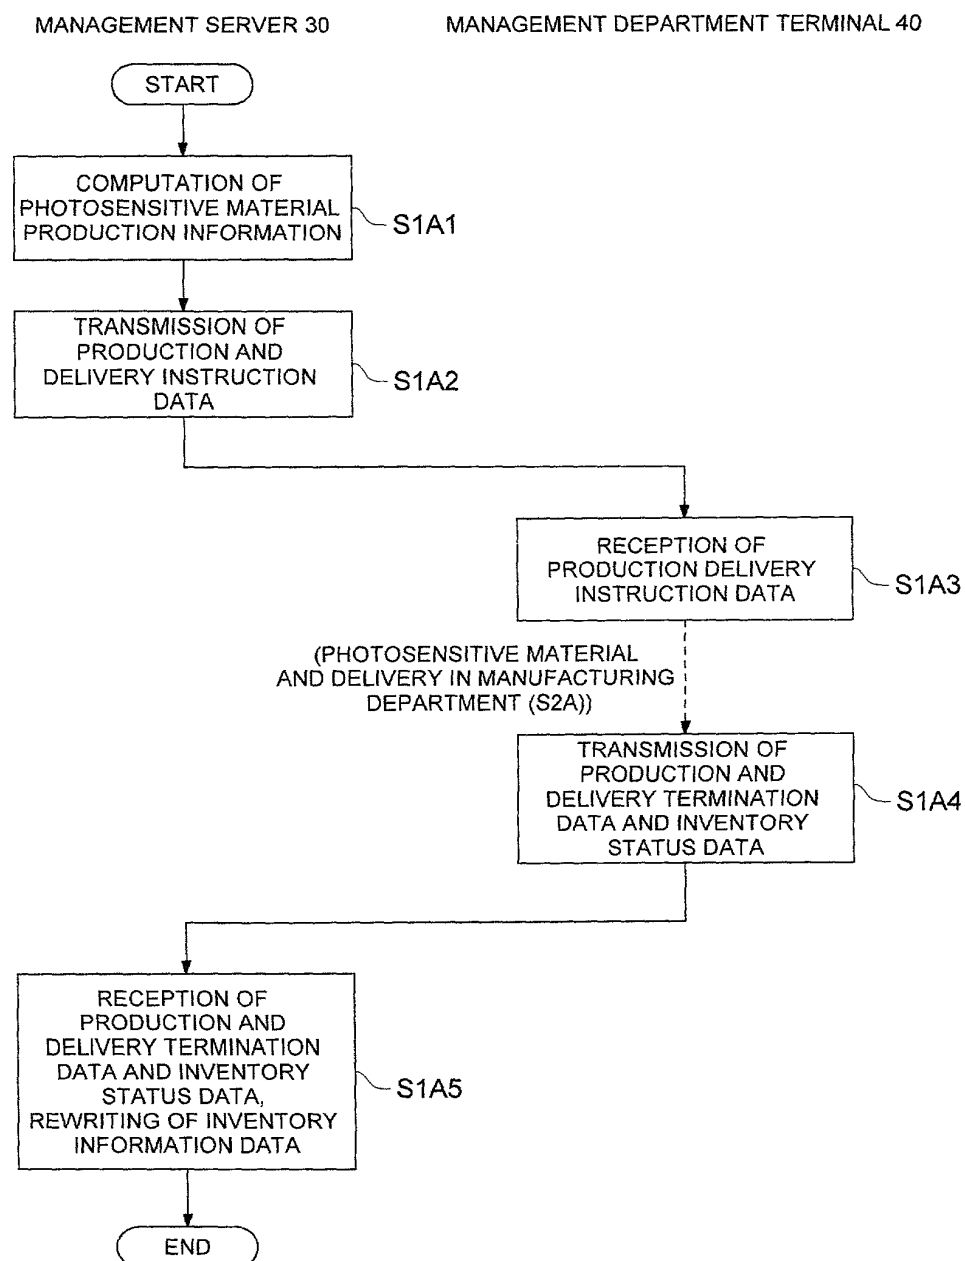 MANAGEMENT SERVER 30
MANAGEMENT DEPARTMENT TERMINAL 40
START
COMPUTATION OF
PHOTOSENSITIVE MATERIAL
PRODUCTION INFORMATION
S1A1
TRANSMISSION OF
PRODUCTION AND
DELIVERY INSTRUCTION
DATA
S1A2
RECEPTION OF
PRODUCTION DELIVERY
INSTRUCTION DATA
S1A3
(PHOTOSENSITIVE MATERIAL
AND DELIVERY IN MANUFACTURING
DEPARTMENT (S2A))
TRANSMISSION OF
PRODUCTION AND
DELIVERY TERMINATION
DATA AND INVENTORY
STATUS DATA
S1A4
RECEPTION OF
PRODUCTION AND
DELIVERY TERMINATION
DATA AND INVENTORY
STATUS DATA,
REWRITING OF INVENTORY
INFORMATION DATA
S1A5
END